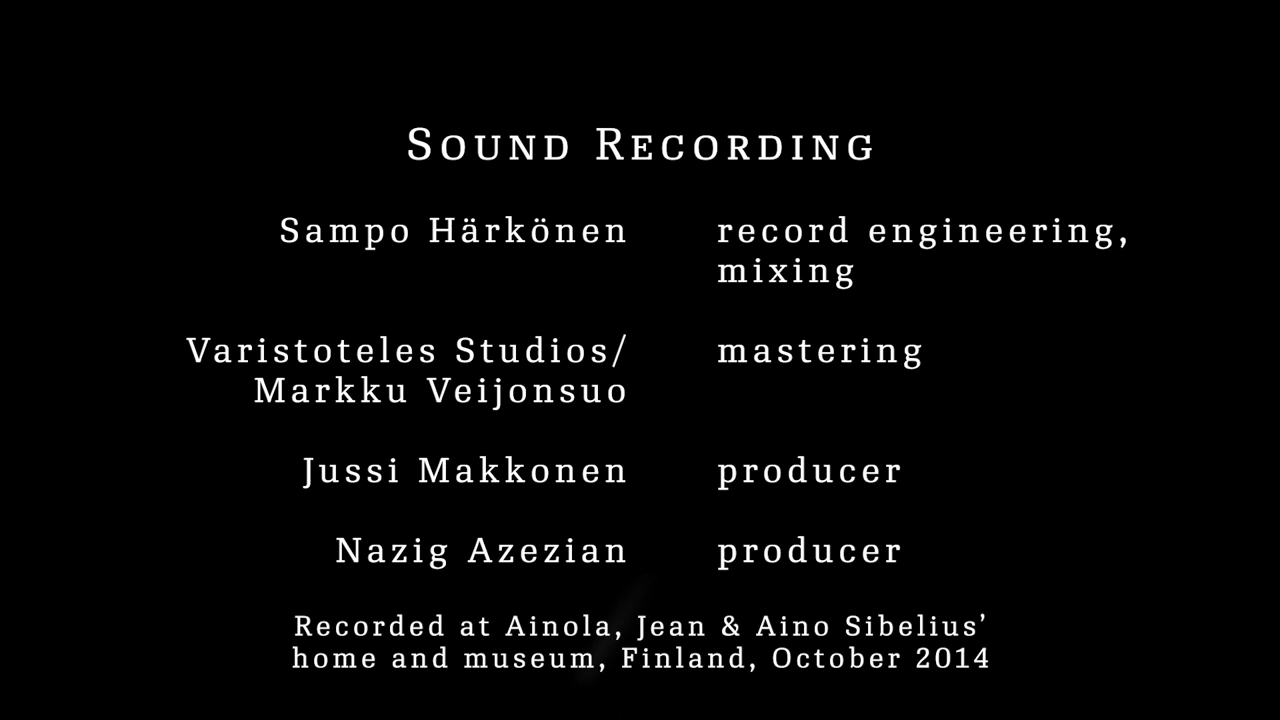 Sound Recording
Sampo Härkönen record engineering,
mixing
Varistoteles Studios/ mastering
Markku Veijonsuo
Jussi Makkonen producer
Nazig Azezian producer
Recorded at Ainola, Jean & Aino Sibelius’
home and museum, Finland, October 2014